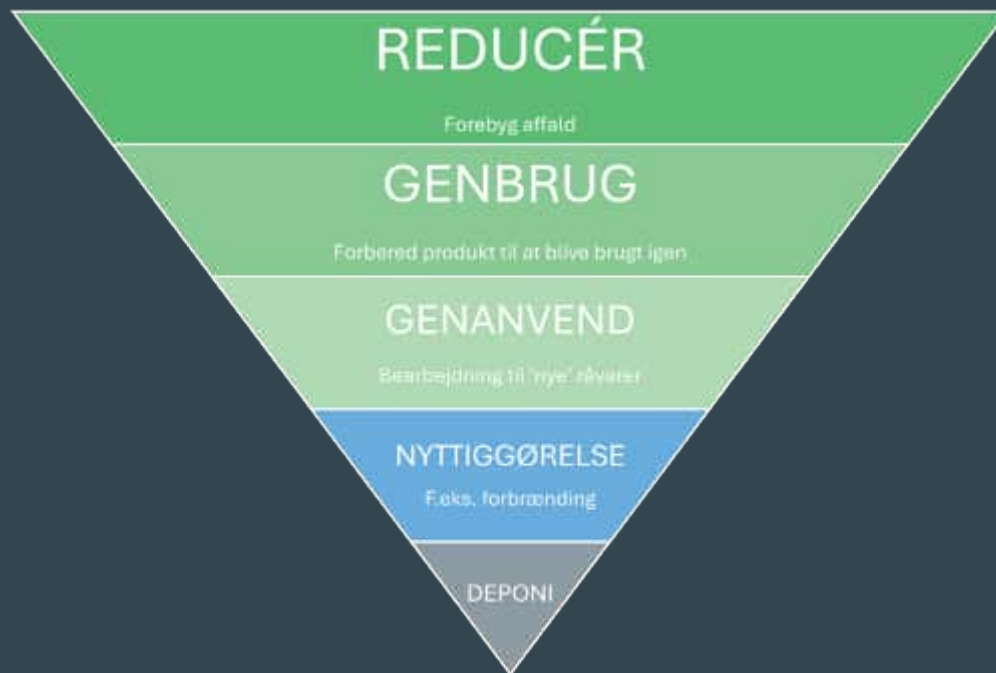 REDUCÉR
Forebyg affald
GENBRUG
Forbered produkt til at blive brugt igen
GENANVEND
Bearbejdning til 'nye' råvarer
NYTTIGGØRELSE
F.eks. forbrænding
DEPONI